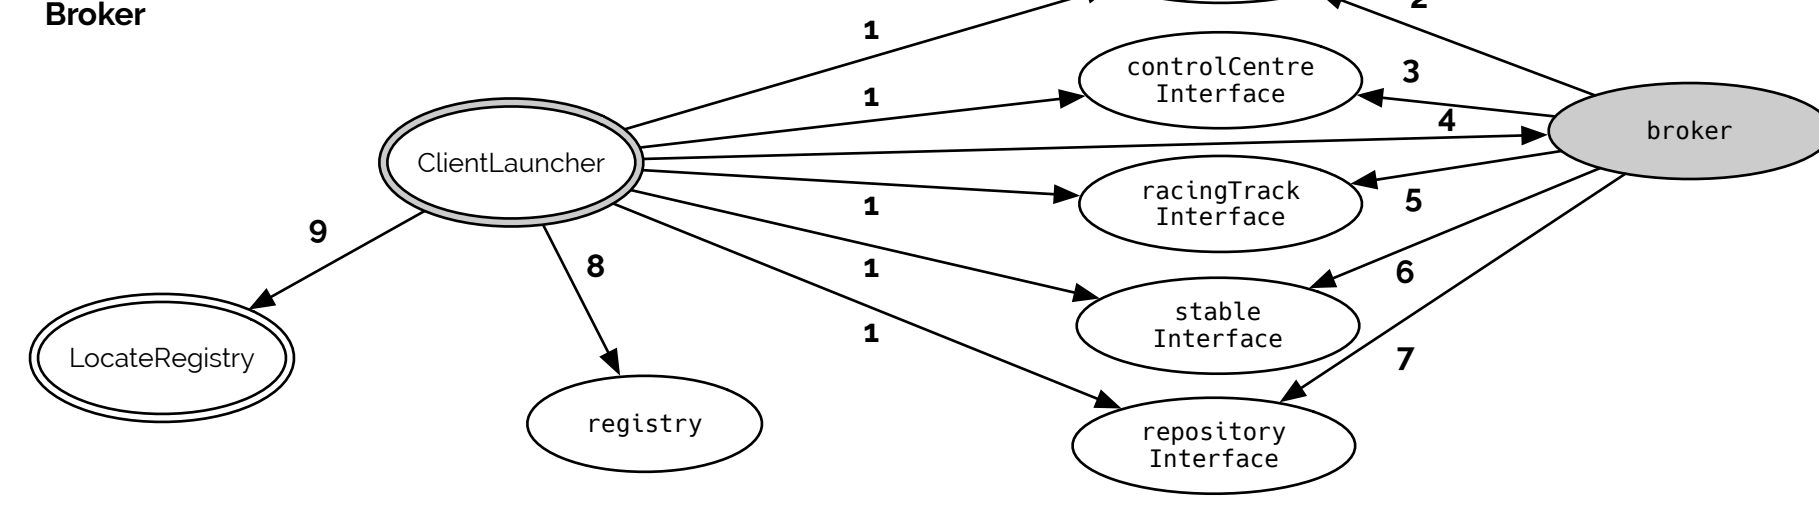 Broker
2
1
controlCentre
Interface
3
1
4
broker
ClientLauncher
racingTrack
Interface
5
1
9
8
1
6
stable
Interface
1
7
LocateRegistry
registry
repository
Interface